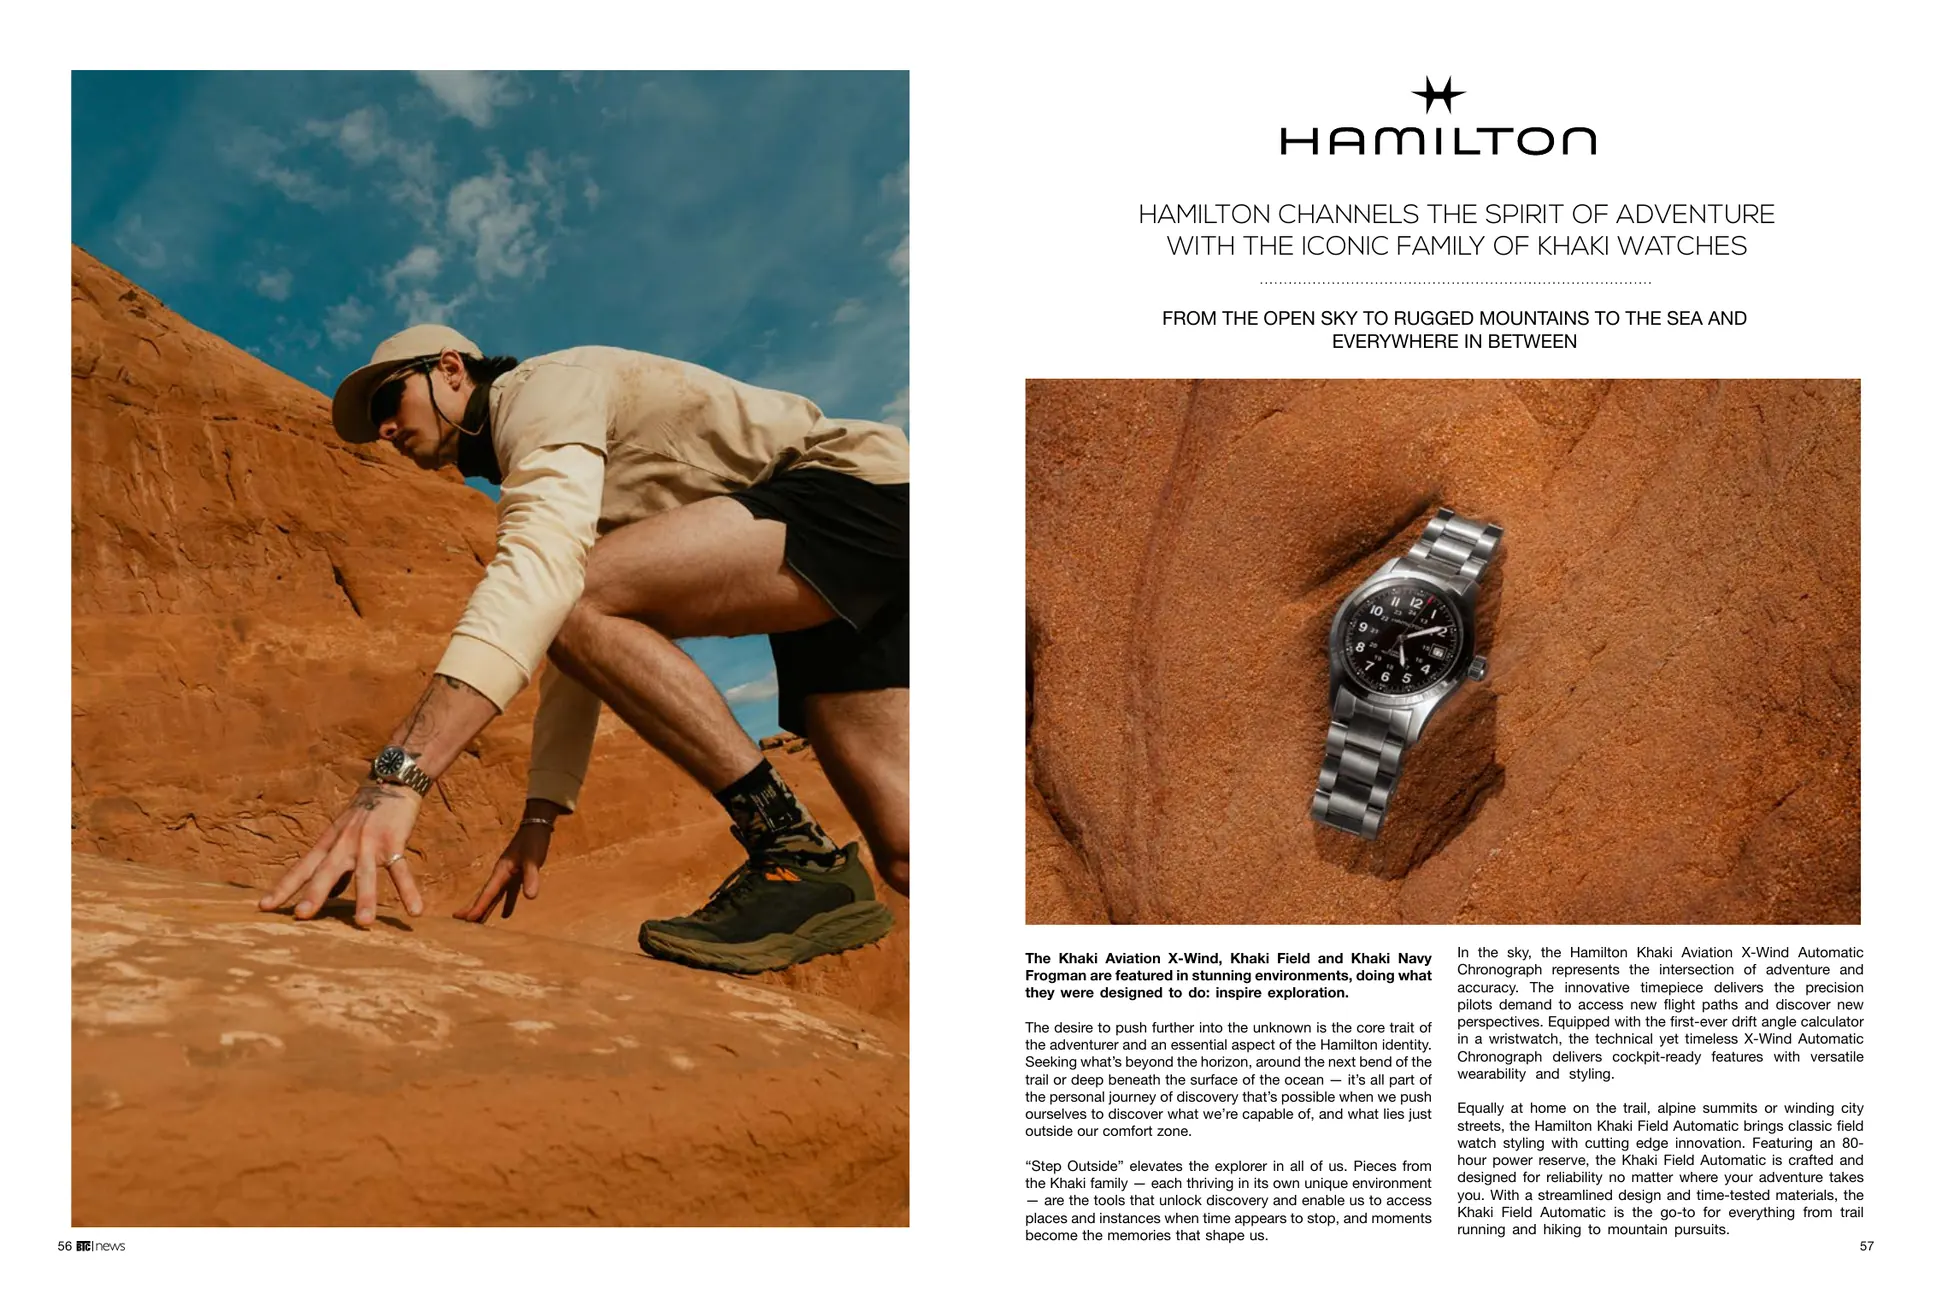 HAMILTON
HAMILTON CHANNELS THE SPIRIT OF ADVENTURE
WITH THE ICONIC FAMILY OF KHAKI WATCHES
FROM THE OPEN SKY TO RUGGED MOUNTAINS TO THE SEA AND
EVERYWHERE IN BETWEEN
The Khaki Aviation X-Wind, Khaki Field and Khaki Navy
Frogman are featured in stunning environments, doing what
they were designed to do: inspire exploration.
The desire to push further into the unknown is the core trait of
the adventurer and an essential aspect of the Hamilton identity.
Seeking what’s beyond the horizon, around the next bend of the
trail or deep beneath the surface of the ocean — it’s all part of
the personal journey of discovery that’s possible when we push
ourselves to discover what we’re capable of, and what lies just
outside our comfort zone.
“Step Outside” elevates the explorer in all of us. Pieces from
the Khaki family — each thriving in its own unique environment
— are the tools that unlock discovery and enable us to access
places and instances when time appears to stop, and moments
become the memories that shape us.
In the sky, the Hamilton Khaki Aviation X-Wind Automatic
Chronograph represents the intersection of adventure and
accuracy. The innovative timepiece delivers the precision
pilots demand to access new flight paths and discover new
perspectives. Equipped with the first-ever drift angle calculator
in a wristwatch, the technical yet timeless X-Wind Automatic
Chronograph delivers cockpit-ready features with versatile
wearability and styling.
Equally at home on the trail, alpine summits or winding city
streets, the Hamilton Khaki Field Automatic brings classic field
watch styling with cutting edge innovation. Featuring an 80-
hour power reserve, the Khaki Field Automatic is crafted and
designed for reliability no matter where your adventure takes
you. With a streamlined design and time-tested materials, the
Khaki Field Automatic is the go-to for everything from trail
running and hiking to mountain pursuits.
56 BTC|news
57